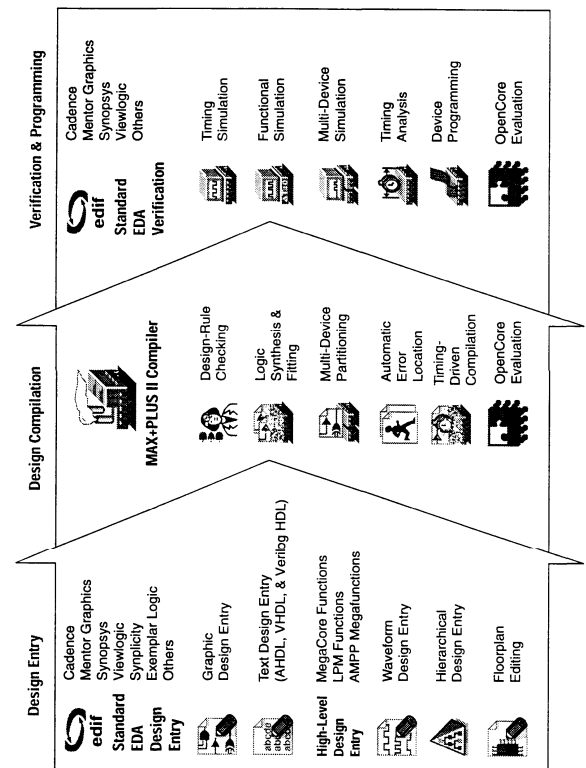 Design Entry
edif
Standard
EDA
Design
Entry
Cadence
Mentor Graphics
Synopsys
Viewlogic
Synplicity
Exemplar Logic
Others
Graphic
Design Entry
abcde
abcde
abcde
Text Design Entry
(AHDL, VHDL, & Verilog HDL)
High-Level
Design
Entry
MegaCore Functions
LPM Functions
AMPP Megafunctions
Waveform
Design Entry
Hierarchical
Design Entry
Floorplan
Editing
Design Compilation
MAX+PLUS II Compiler
Design-Rule
Checking
Logic
Synthesis &
Fitting
Multi-Device
Partitioning
Automatic
Error
Location
Timing-
Driven
Compilation
OpenCore
Evaluation
Verification & Programming
edif
Standard
EDA
Verification
Cadence
Mentor Graphics
Synopsys
Viewlogic
Others
Timing
Simulation
Functional
Simulation
Multi-Device
Simulation
Timing
Analysis
Device
Programming
OpenCore
Evaluation